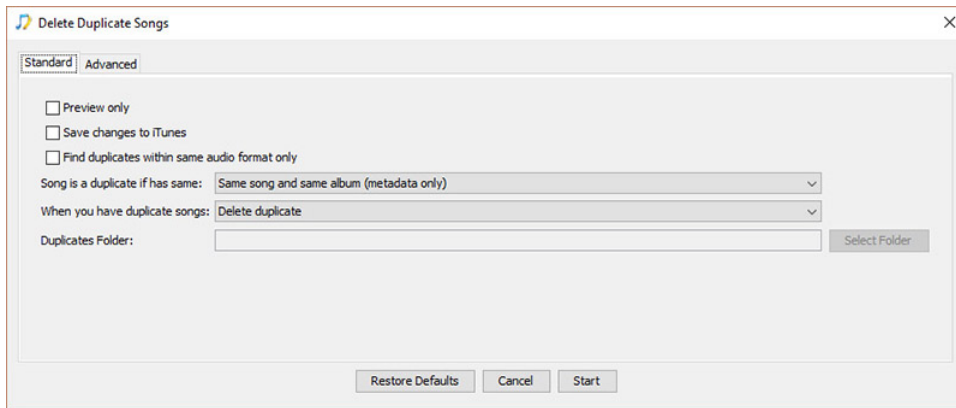 Delete Duplicate Songs
Standard Advanced
Preview only
Save changes to iTunes
Find duplicates within same audio format only
Song is a duplicate if has same: Same song and same album (metadata only)
When you have duplicate songs: Delete duplicate
Duplicates Folder: Select Folder
Restore Defaults Cancel Start